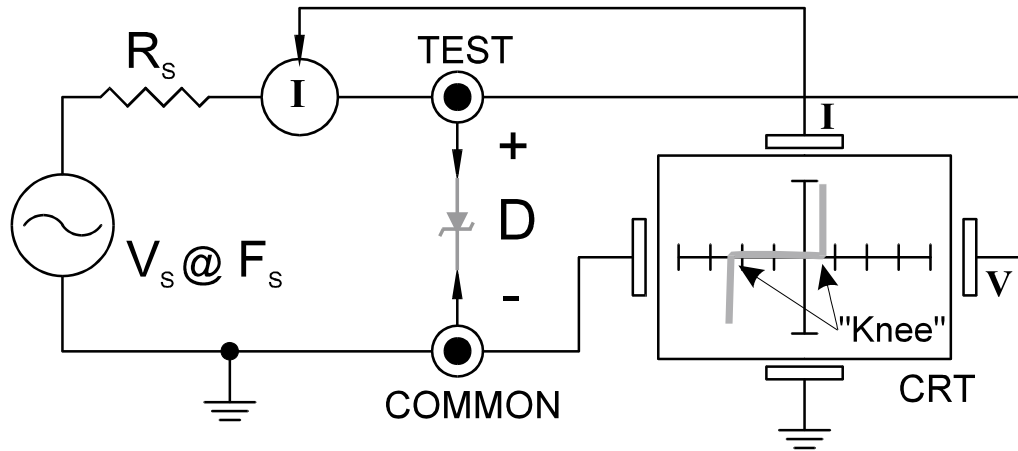 R_S
I
TEST
+
D
-
V_S @ F_S
COMMON
I
V
"Knee"
CRT